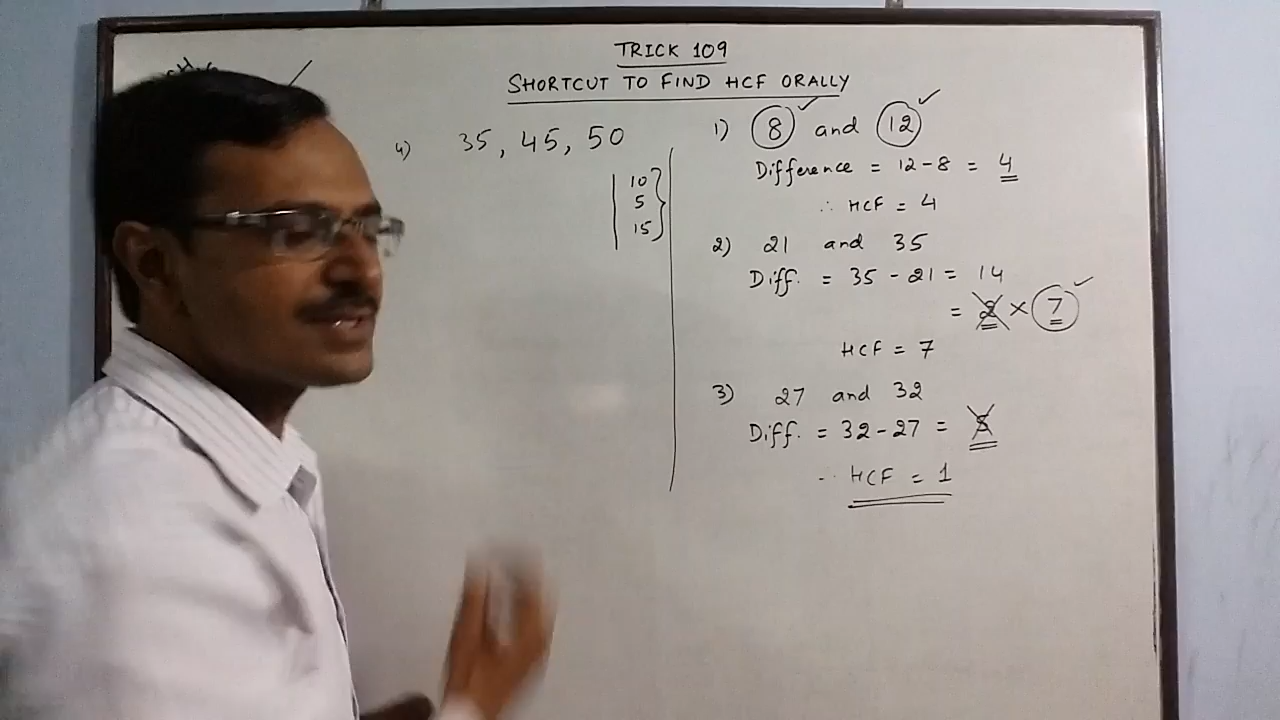 TRICK 109
SHORTCUT TO FIND HCF ORALLY
4) 35, 45, 50
10
5
15
1) 8 and 12
Difference = 12 - 8 = 4
∴ HCF = 4
2) 21 and 35
Diff. = 35 - 21 = 14
= 2 × 7
HCF = 7
3) 27 and 32
Diff. = 32 - 27 = 5
∴ HCF = 1